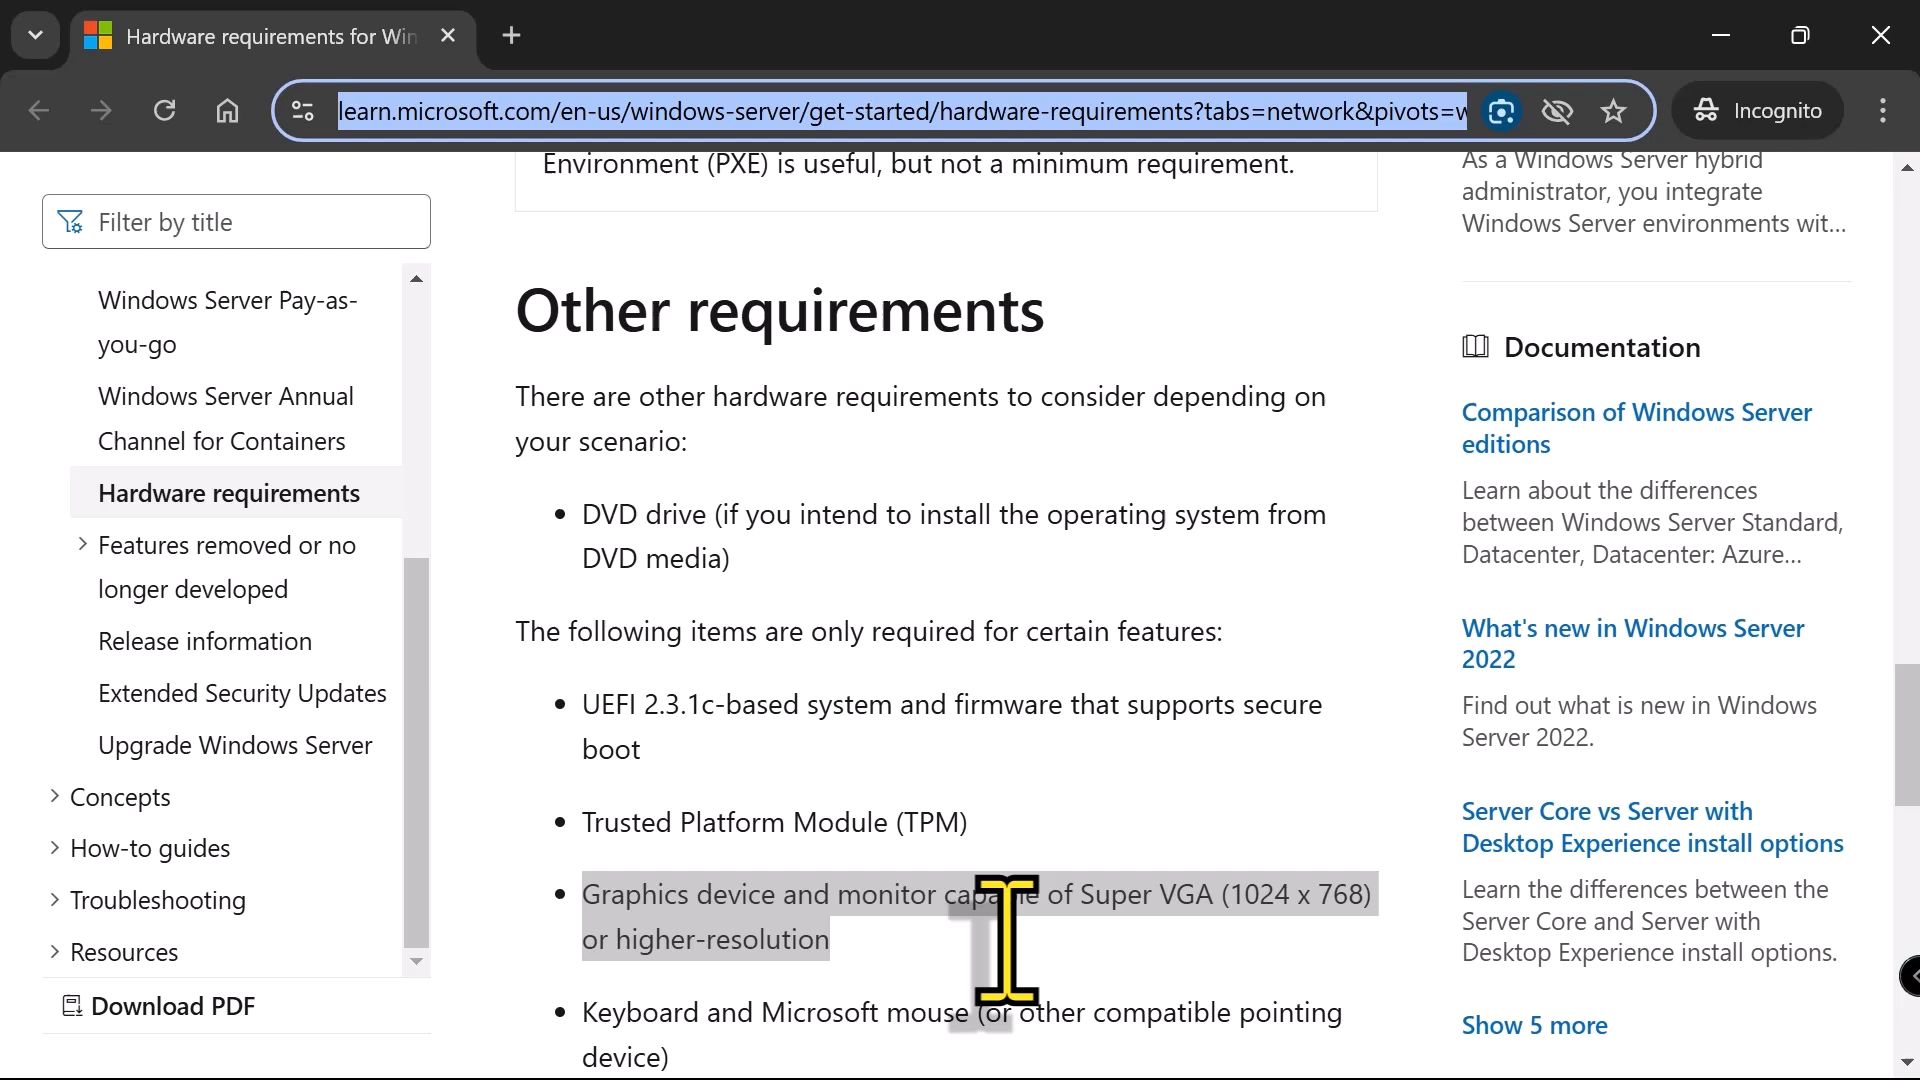 Hardware requirements for Win
learn.microsoft.com/en-us/windows-server/get-started/hardware-requirements?tabs=network&pivots=w
Incognito
Filter by title
Windows Server Pay-as-
you-go
Windows Server Annual
Channel for Containers
Hardware requirements
Features removed or no
longer developed
Release information
Extended Security Updates
Upgrade Windows Server
Concepts
How-to guides
Troubleshooting
Resources
Download PDF
Environment (PXE) is useful, but not a minimum requirement.
Other requirements
There are other hardware requirements to consider depending on
your scenario:
• DVD drive (if you intend to install the operating system from
DVD media)
The following items are only required for certain features:
• UEFI 2.3.1c-based system and firmware that supports secure
boot
• Trusted Platform Module (TPM)
• Graphics device and monitor capable of Super VGA (1024 x 768)
or higher-resolution
• Keyboard and Microsoft mouse (or other compatible pointing
device)
As a Windows Server hybrid
administrator, you integrate
Windows Server environments wit...
Documentation
Comparison of Windows Server
editions
Learn about the differences
between Windows Server Standard,
Datacenter, Datacenter: Azure...
What's new in Windows Server
2022
Find out what is new in Windows
Server 2022.
Server Core vs Server with
Desktop Experience install options
Learn the differences between the
Server Core and Server with
Desktop Experience install options.
Show 5 more